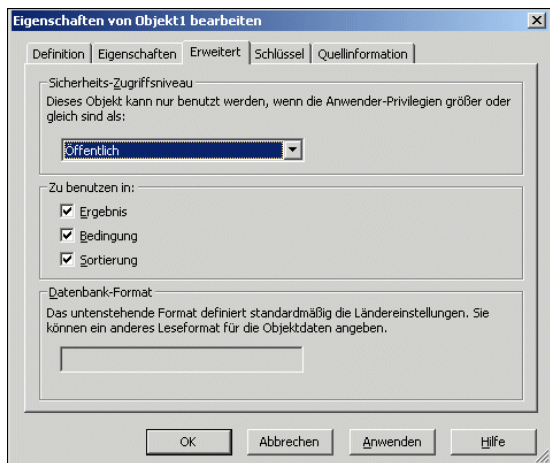 Eigenschaften von Objekt1 bearbeiten
Definition Eigenschaften Erweitert Schlüssel Quellinformation
Sicherheits-Zugriffsniveau
Dieses Objekt kann nur benutzt werden, wenn die Anwender-Privilegien größer oder
gleich sind als:
Öffentlich
Zu benutzen in:
Ergebnis
Bedingung
Sortierung
Datenbank-Format
Das untenstehende Format definiert standardmäßig die Ländereinstellungen. Sie
können ein anderes Leseformat für die Objektdaten angeben.
OK Abbrechen Anwenden Hilfe